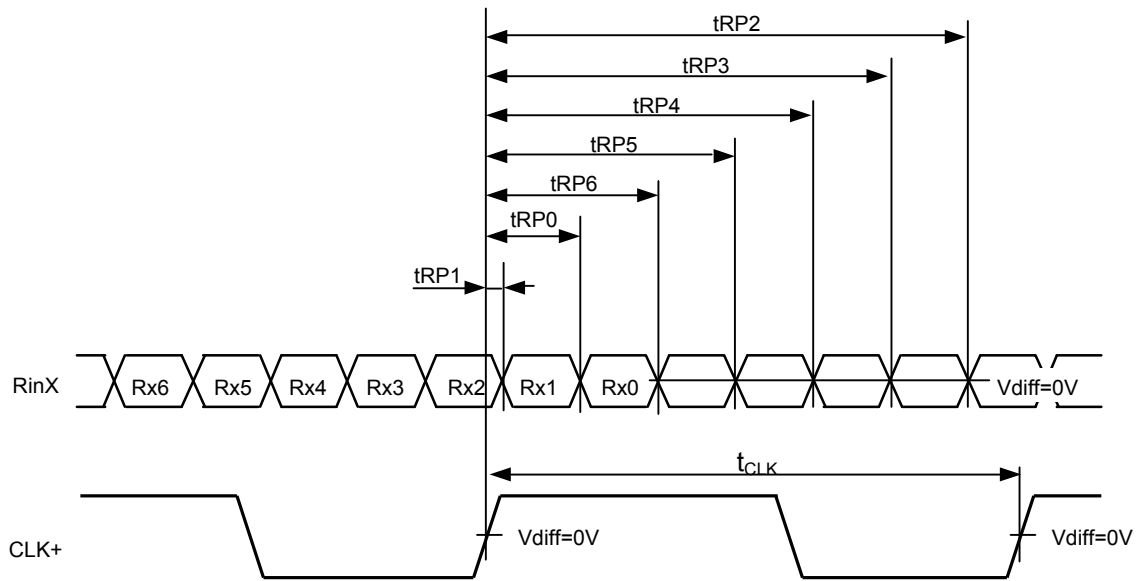 tRP2
tRP3
tRP4
tRP5
tRP6
tRP0
tRP1
RinX Rx6 Rx5 Rx4 Rx3 Rx2 Rx1 Rx0 Vdiff=0V
tCLK
CLK+ Vdiff=0V Vdiff=0V